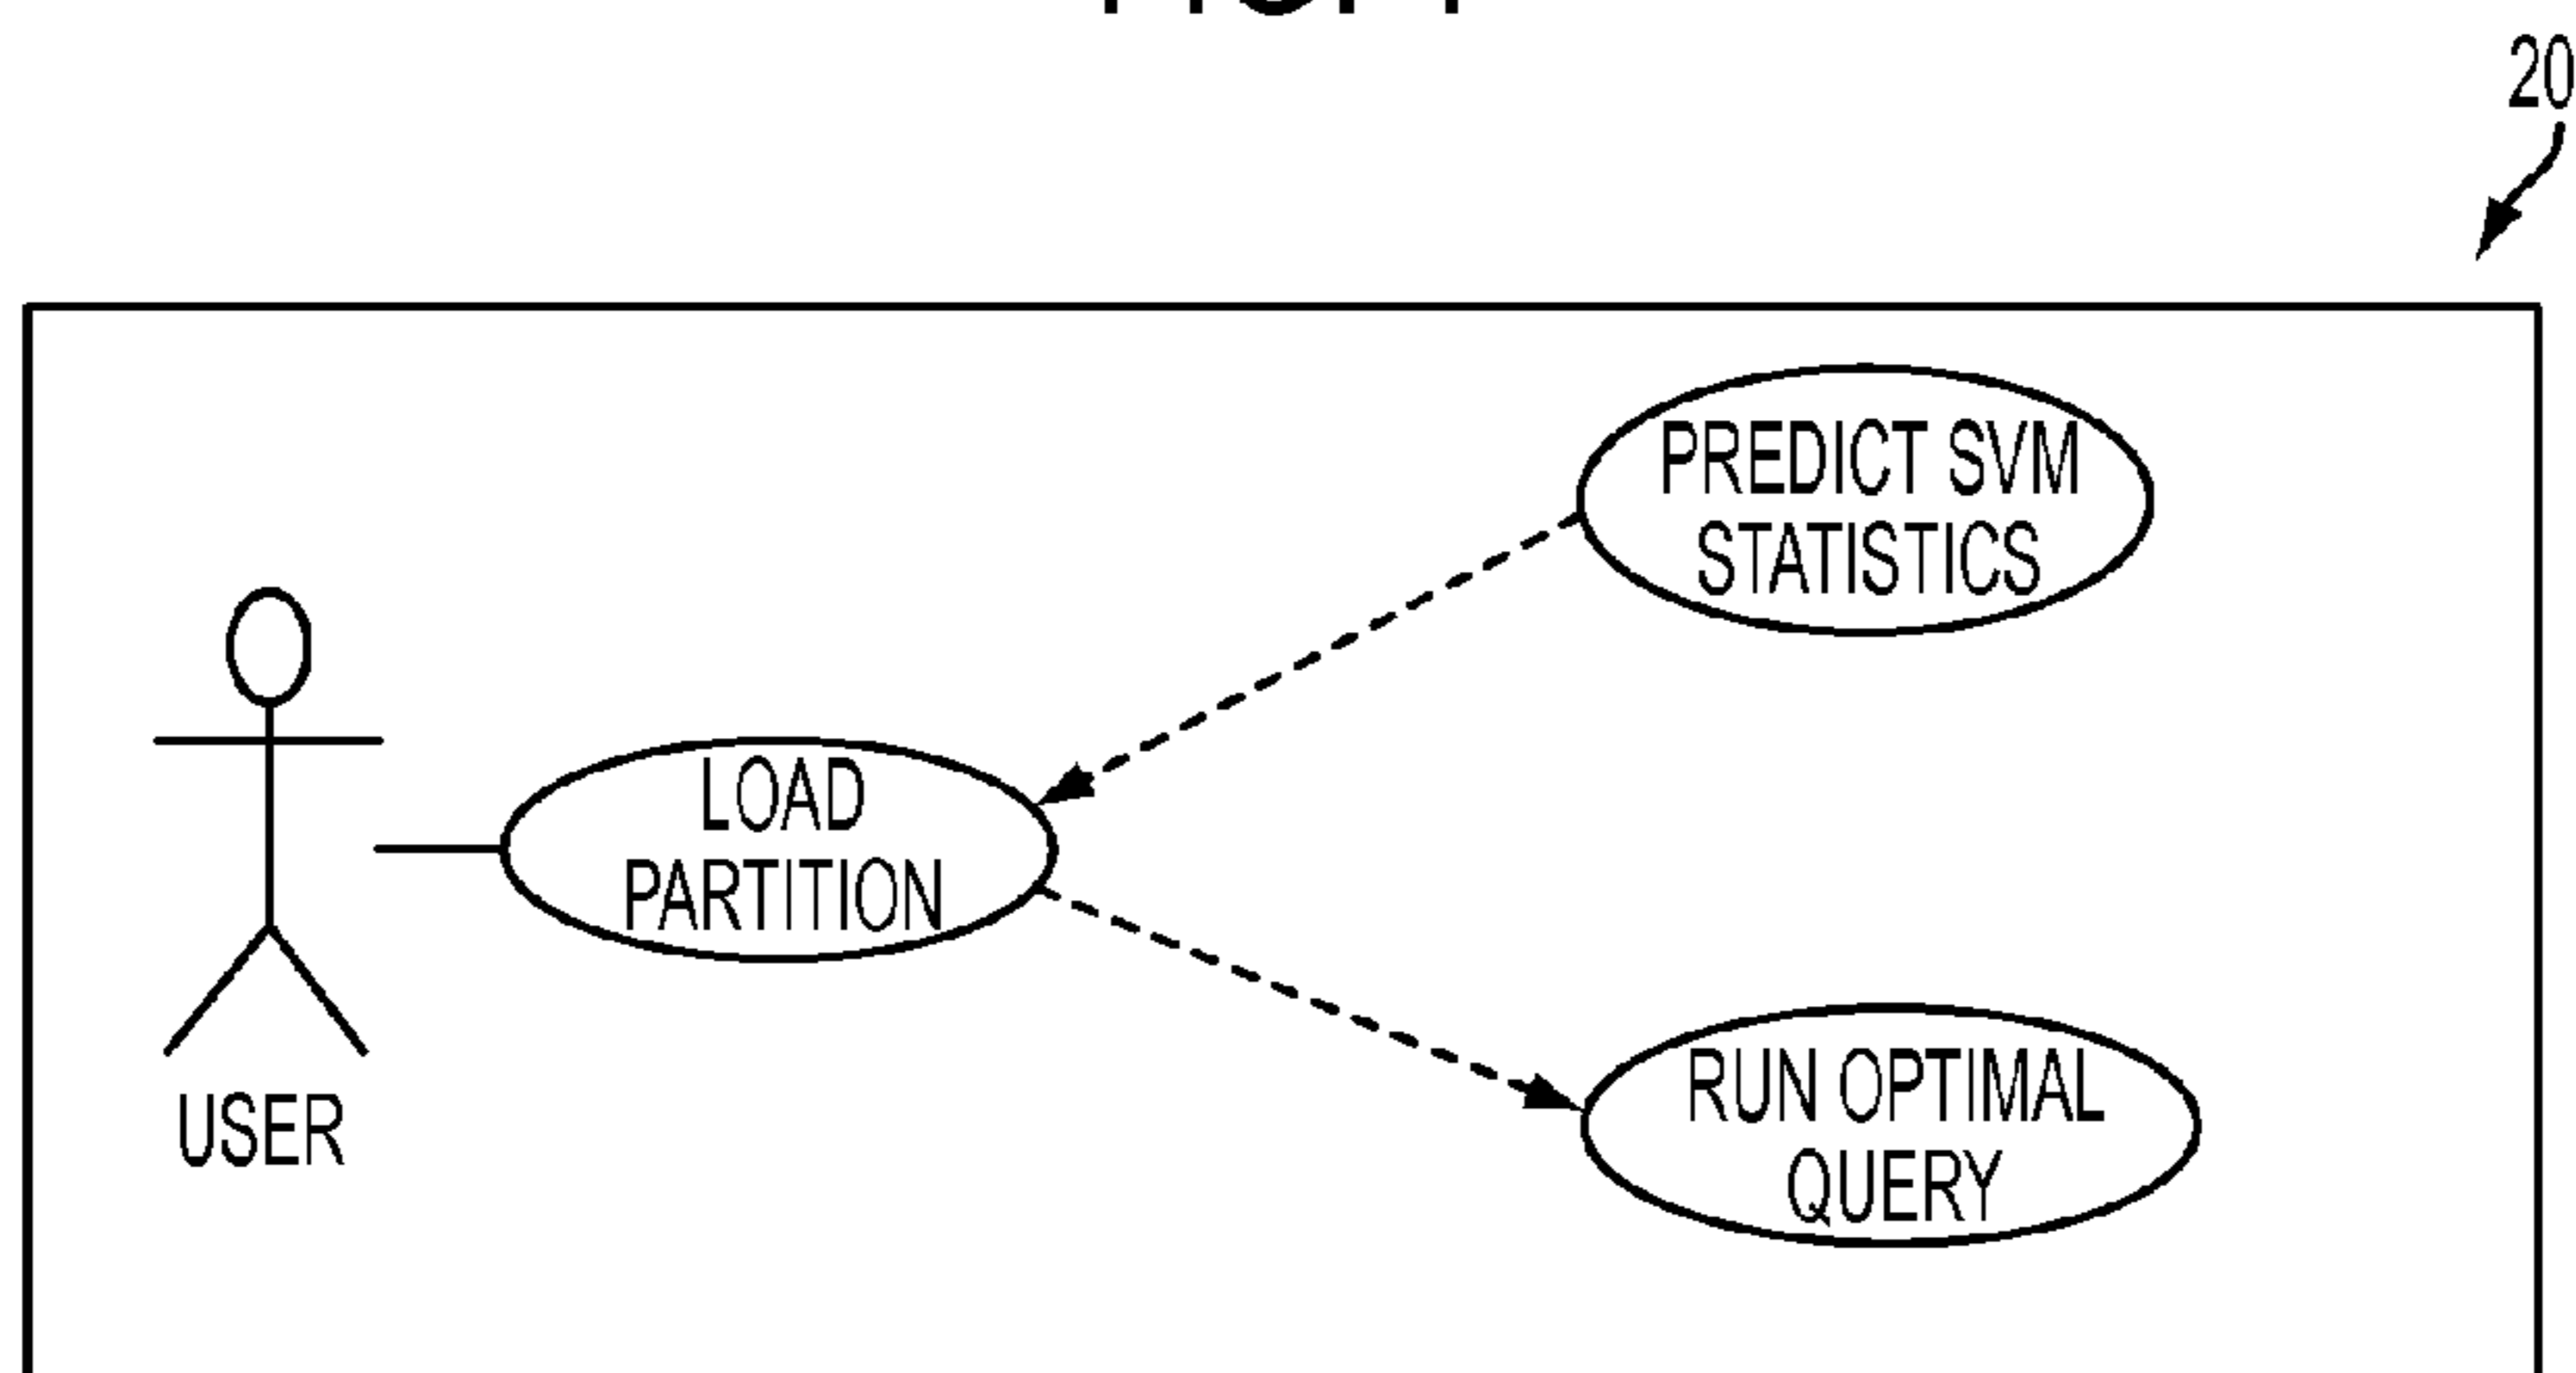 20
PREDICT SVM
STATISTICS
LOAD
PARTITION
USER
RUN OPTIMAL
QUERY